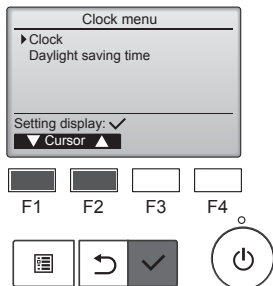 Clock menu
Clock
Daylight saving time
Setting display:
Cursor
F1 F2 F3 F4